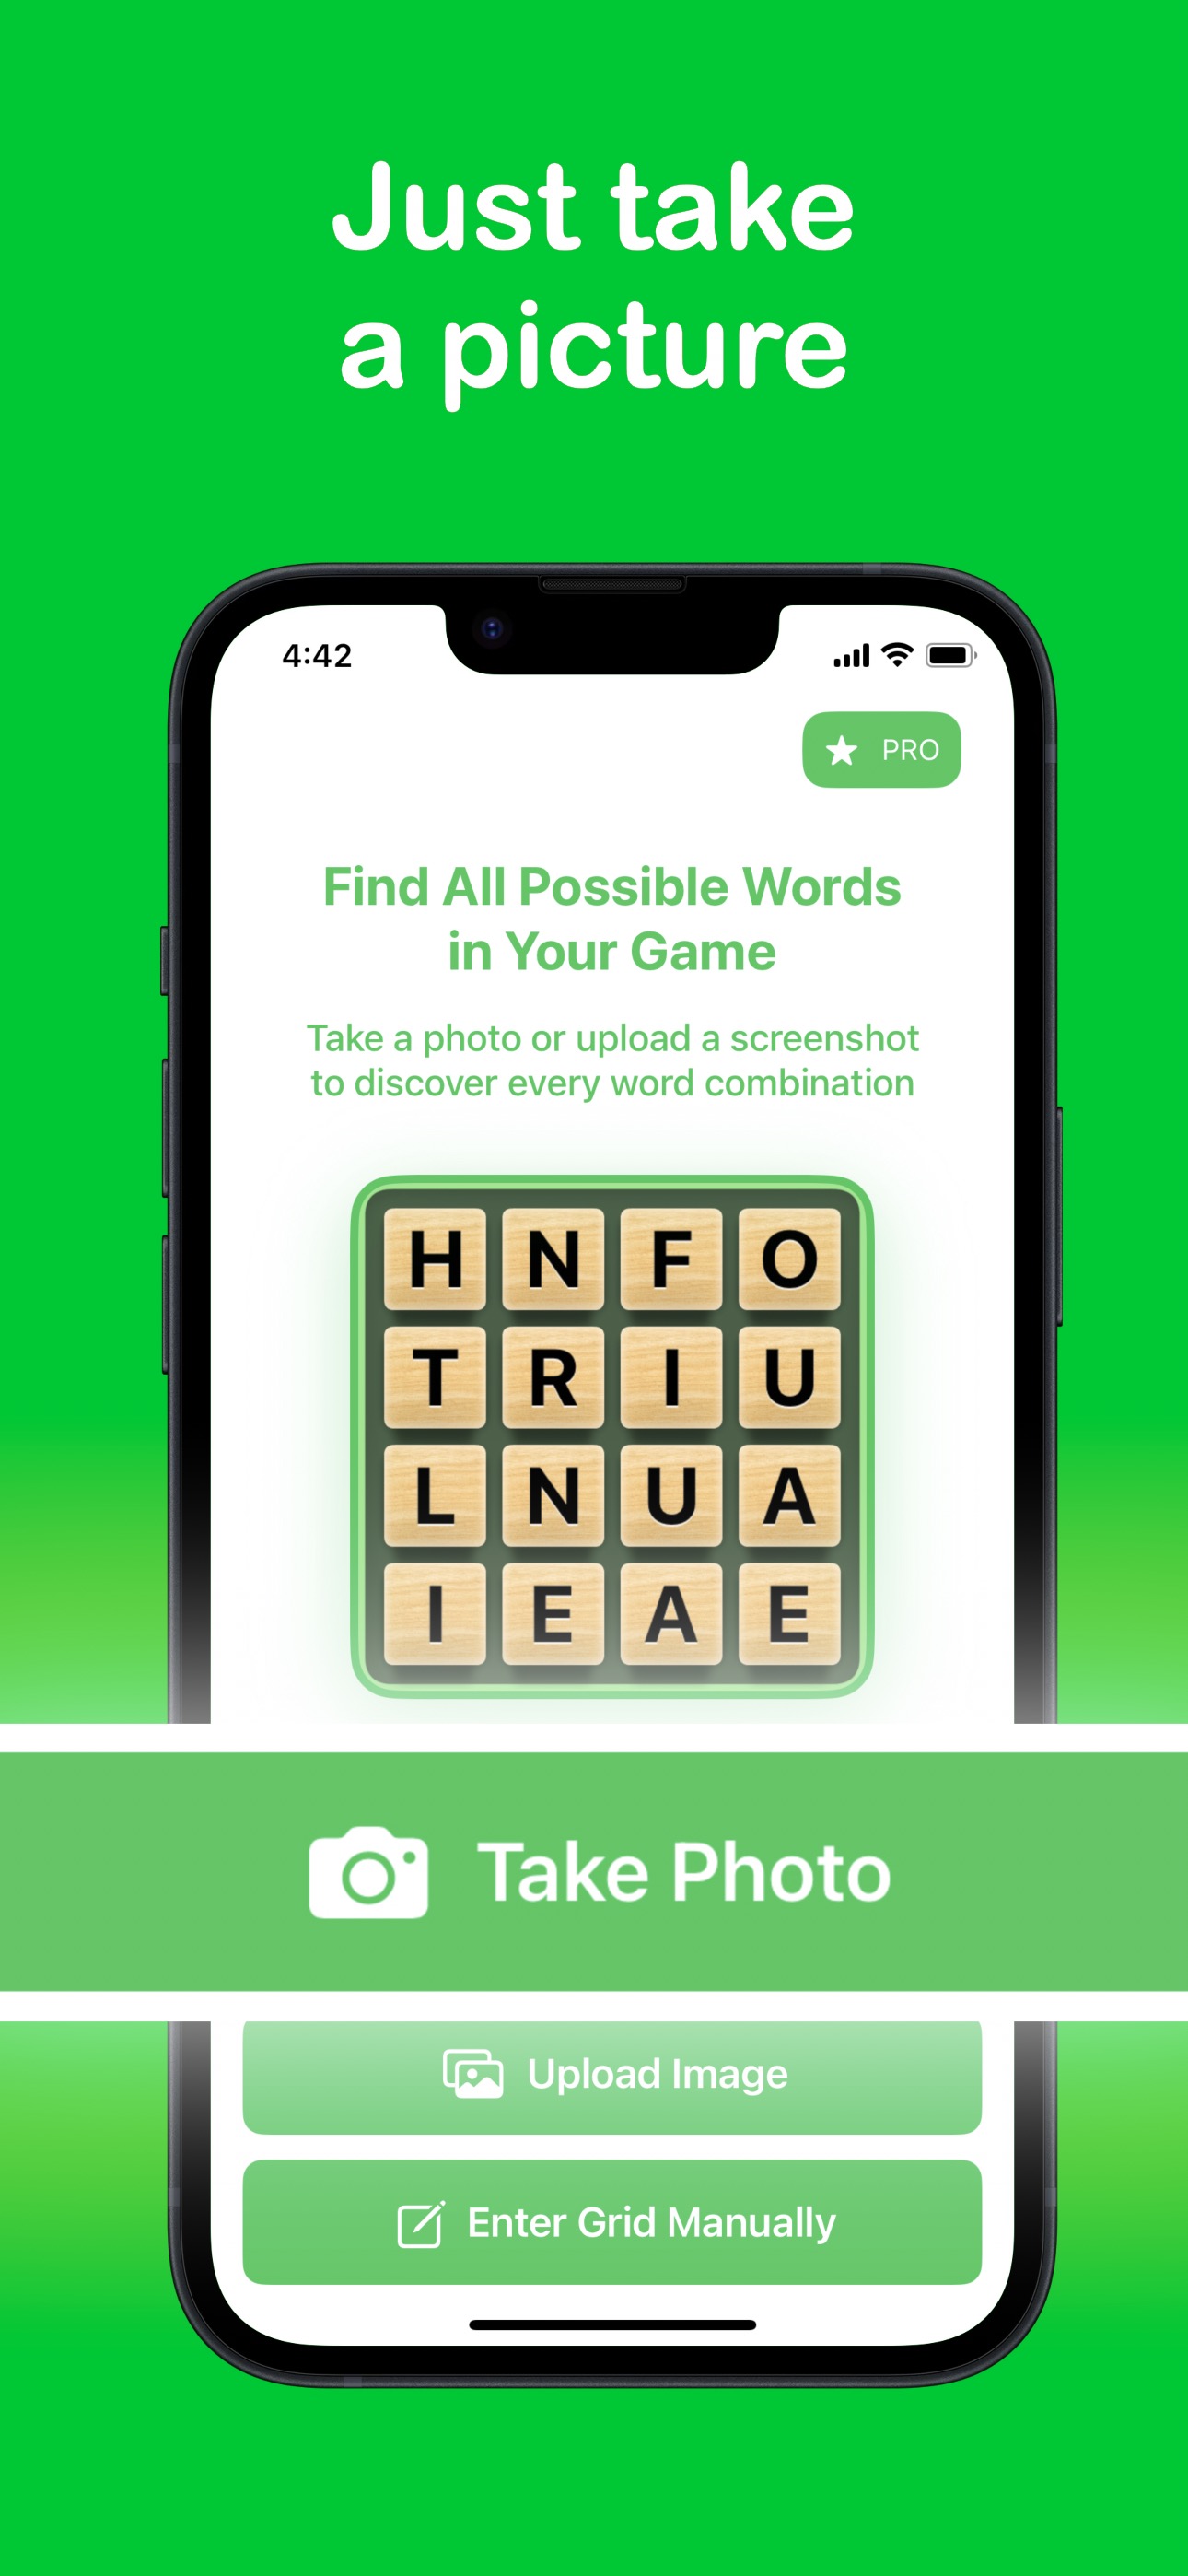 Just take
a picture
4:42
PRO
Find All Possible Words
in Your Game
Take a photo or upload a screenshot
to discover every word combination
H N F O
T R I U
L N U A
I E A E
Take Photo
Upload Image
Enter Grid Manually